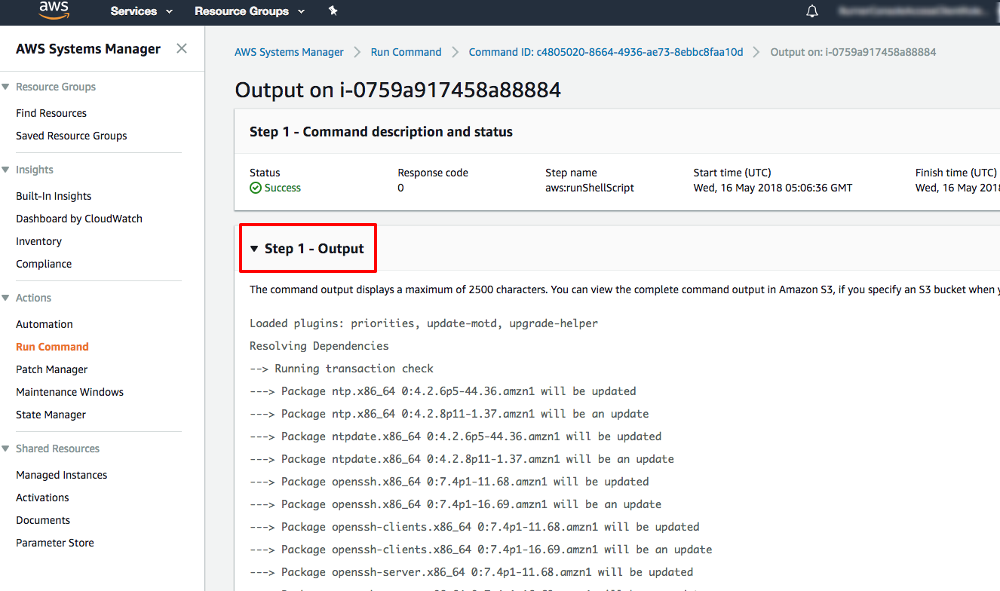 aws Services Resource Groups
AWS Systems Manager
Resource Groups
Find Resources
Saved Resource Groups
Insights
Built-In Insights
Dashboard by CloudWatch
Inventory
Compliance
Actions
Automation
Run Command
Patch Manager
Maintenance Windows
State Manager
Shared Resources
Managed Instances
Activations
Documents
Parameter Store
AWS Systems Manager > Run Command > Command ID: c4805020-8664-4936-ae73-8ebbc8faa10d > Output on: i-0759a917458a88884
Output on i-0759a917458a88884
Step 1 - Command description and status
Status Response code Step name Start time (UTC) Finish time (UTC)
Success 0 aws:runShellScript Wed, 16 May 2018 05:06:36 GMT Wed, 16 May 2018
Step 1 - Output
The command output displays a maximum of 2500 characters. You can view the complete command output in Amazon S3, if you specify an S3 bucket when
Loaded plugins: priorities, update-motd, upgrade-helper
Resolving Dependencies
--> Running transaction check
---> Package ntp.x86_64 0:4.2.6p5-44.36.amzn1 will be updated
---> Package ntp.x86_64 0:4.2.8p11-1.37.amzn1 will be an update
---> Package ntpdate.x86_64 0:4.2.6p5-44.36.amzn1 will be updated
---> Package ntpdate.x86_64 0:4.2.8p11-1.37.amzn1 will be an update
---> Package openssh.x86_64 0:7.4p1-11.68.amzn1 will be updated
---> Package openssh.x86_64 0:7.4p1-16.69.amzn1 will be an update
---> Package openssh-clients.x86_64 0:7.4p1-11.68.amzn1 will be updated
---> Package openssh-clients.x86_64 0:7.4p1-16.69.amzn1 will be an update
---> Package openssh-server.x86_64 0:7.4p1-11.68.amzn1 will be updated